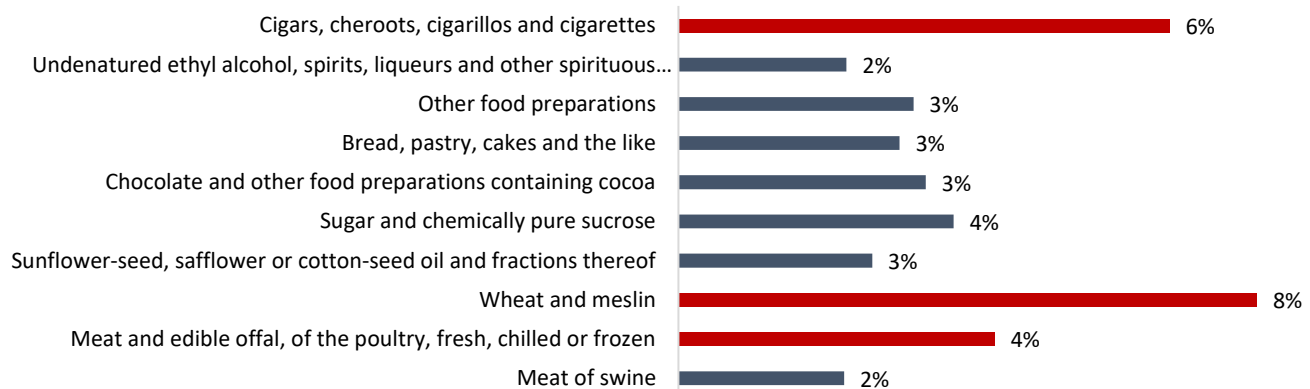 Cigars, cheroots, cigarillos and cigarettes 6%
Undenatured ethyl alcohol, spirits, liqueurs and other spirituous… 2%
Other food preparations 3%
Bread, pastry, cakes and the like 3%
Chocolate and other food preparations containing cocoa 3%
Sugar and chemically pure sucrose 4%
Sunflower-seed, safflower or cotton-seed oil and fractions thereof 3%
Wheat and meslin 8%
Meat and edible offal, of the poultry, fresh, chilled or frozen 4%
Meat of swine 2%